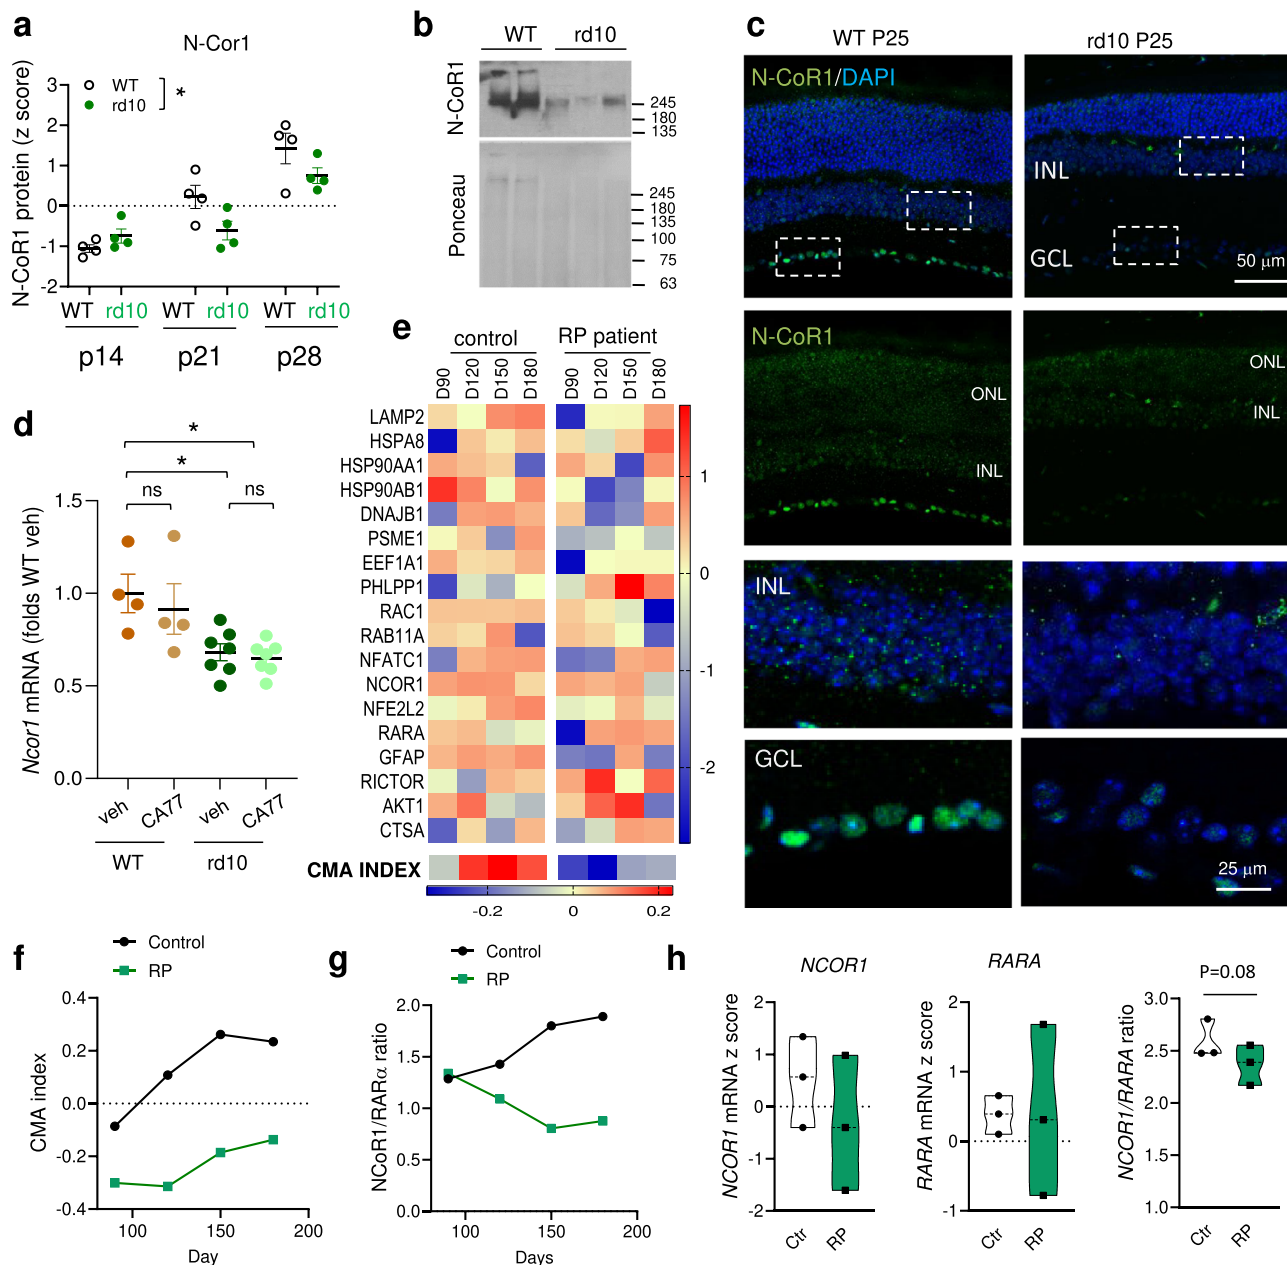 a
N-Cor1
N-CoR1 protein (z score)
3
2
1
0
-1
-2
WT
rd10
*
WT rd10 WT rd10 WT rd10
p14 p21 p28
b
WT rd10
N-CoR1
245
180
135
Ponceau
245
180
135
100
75
63
c
WT P25 rd10 P25
N-CoR1/DAPI
INL
GCL
50 µm
N-CoR1
ONL
INL
ONL
INL
INL
GCL
25 µm
d
*
*
ns ns
Ncor1 mRNA (folds WT veh)
1.5
1.0
0.5
0.0
veh CA77 veh CA77
WT rd10
e
control RP patient
D90 D120 D150 D180 D90 D120 D150 D180
LAMP2
HSPA8
HSP90AA1
HSP90AB1
DNAJB1
PSME1
EEF1A1
PHLPP1
RAC1
RAB11A
NFATC1
NCOR1
NFE2L2
RARA
GFAP
RICTOR
AKT1
CTSA
1
0
-1
-2
CMA INDEX
-0.2 0 0.2
f
Control
RP
CMA index
0.4
0.2
0.0
-0.2
-0.4
100 150 200
Day
g
Control
RP
NCoR1/RARα ratio
2.0
1.5
1.0
0.5
0.0
100 150 200
Days
h
NCOR1
NCOR1 mRNA z score
2
1
0
-1
-2
Ctr RP
RARA
RARA mRNA z score
2
1
0
-1
Ctr RP
P=0.08
NCOR1/RARA ratio
3.0
2.5
2.0
1.5
1.0
Ctr RP